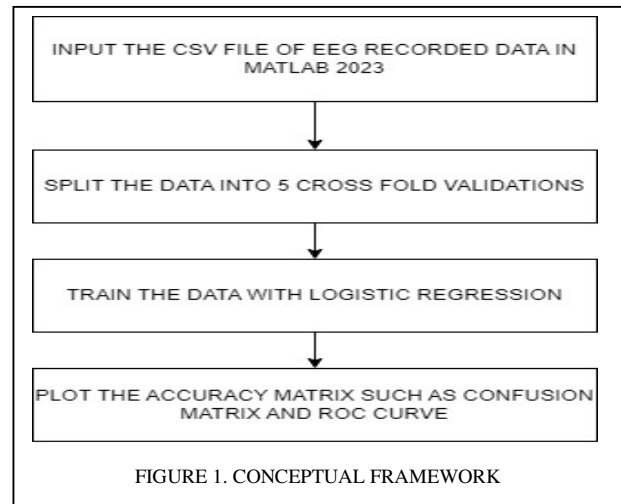 INPUT THE CSV FILE OF EEG RECORDED DATA IN
MATLAB 2023
SPLIT THE DATA INTO 5 CROSS FOLD VALIDATIONS
TRAIN THE DATA WITH LOGISTIC REGRESSION
PLOT THE ACCURACY MATRIX SUCH AS CONFUSION
MATRIX AND ROC CURVE
FIGURE 1. CONCEPTUAL FRAMEWORK